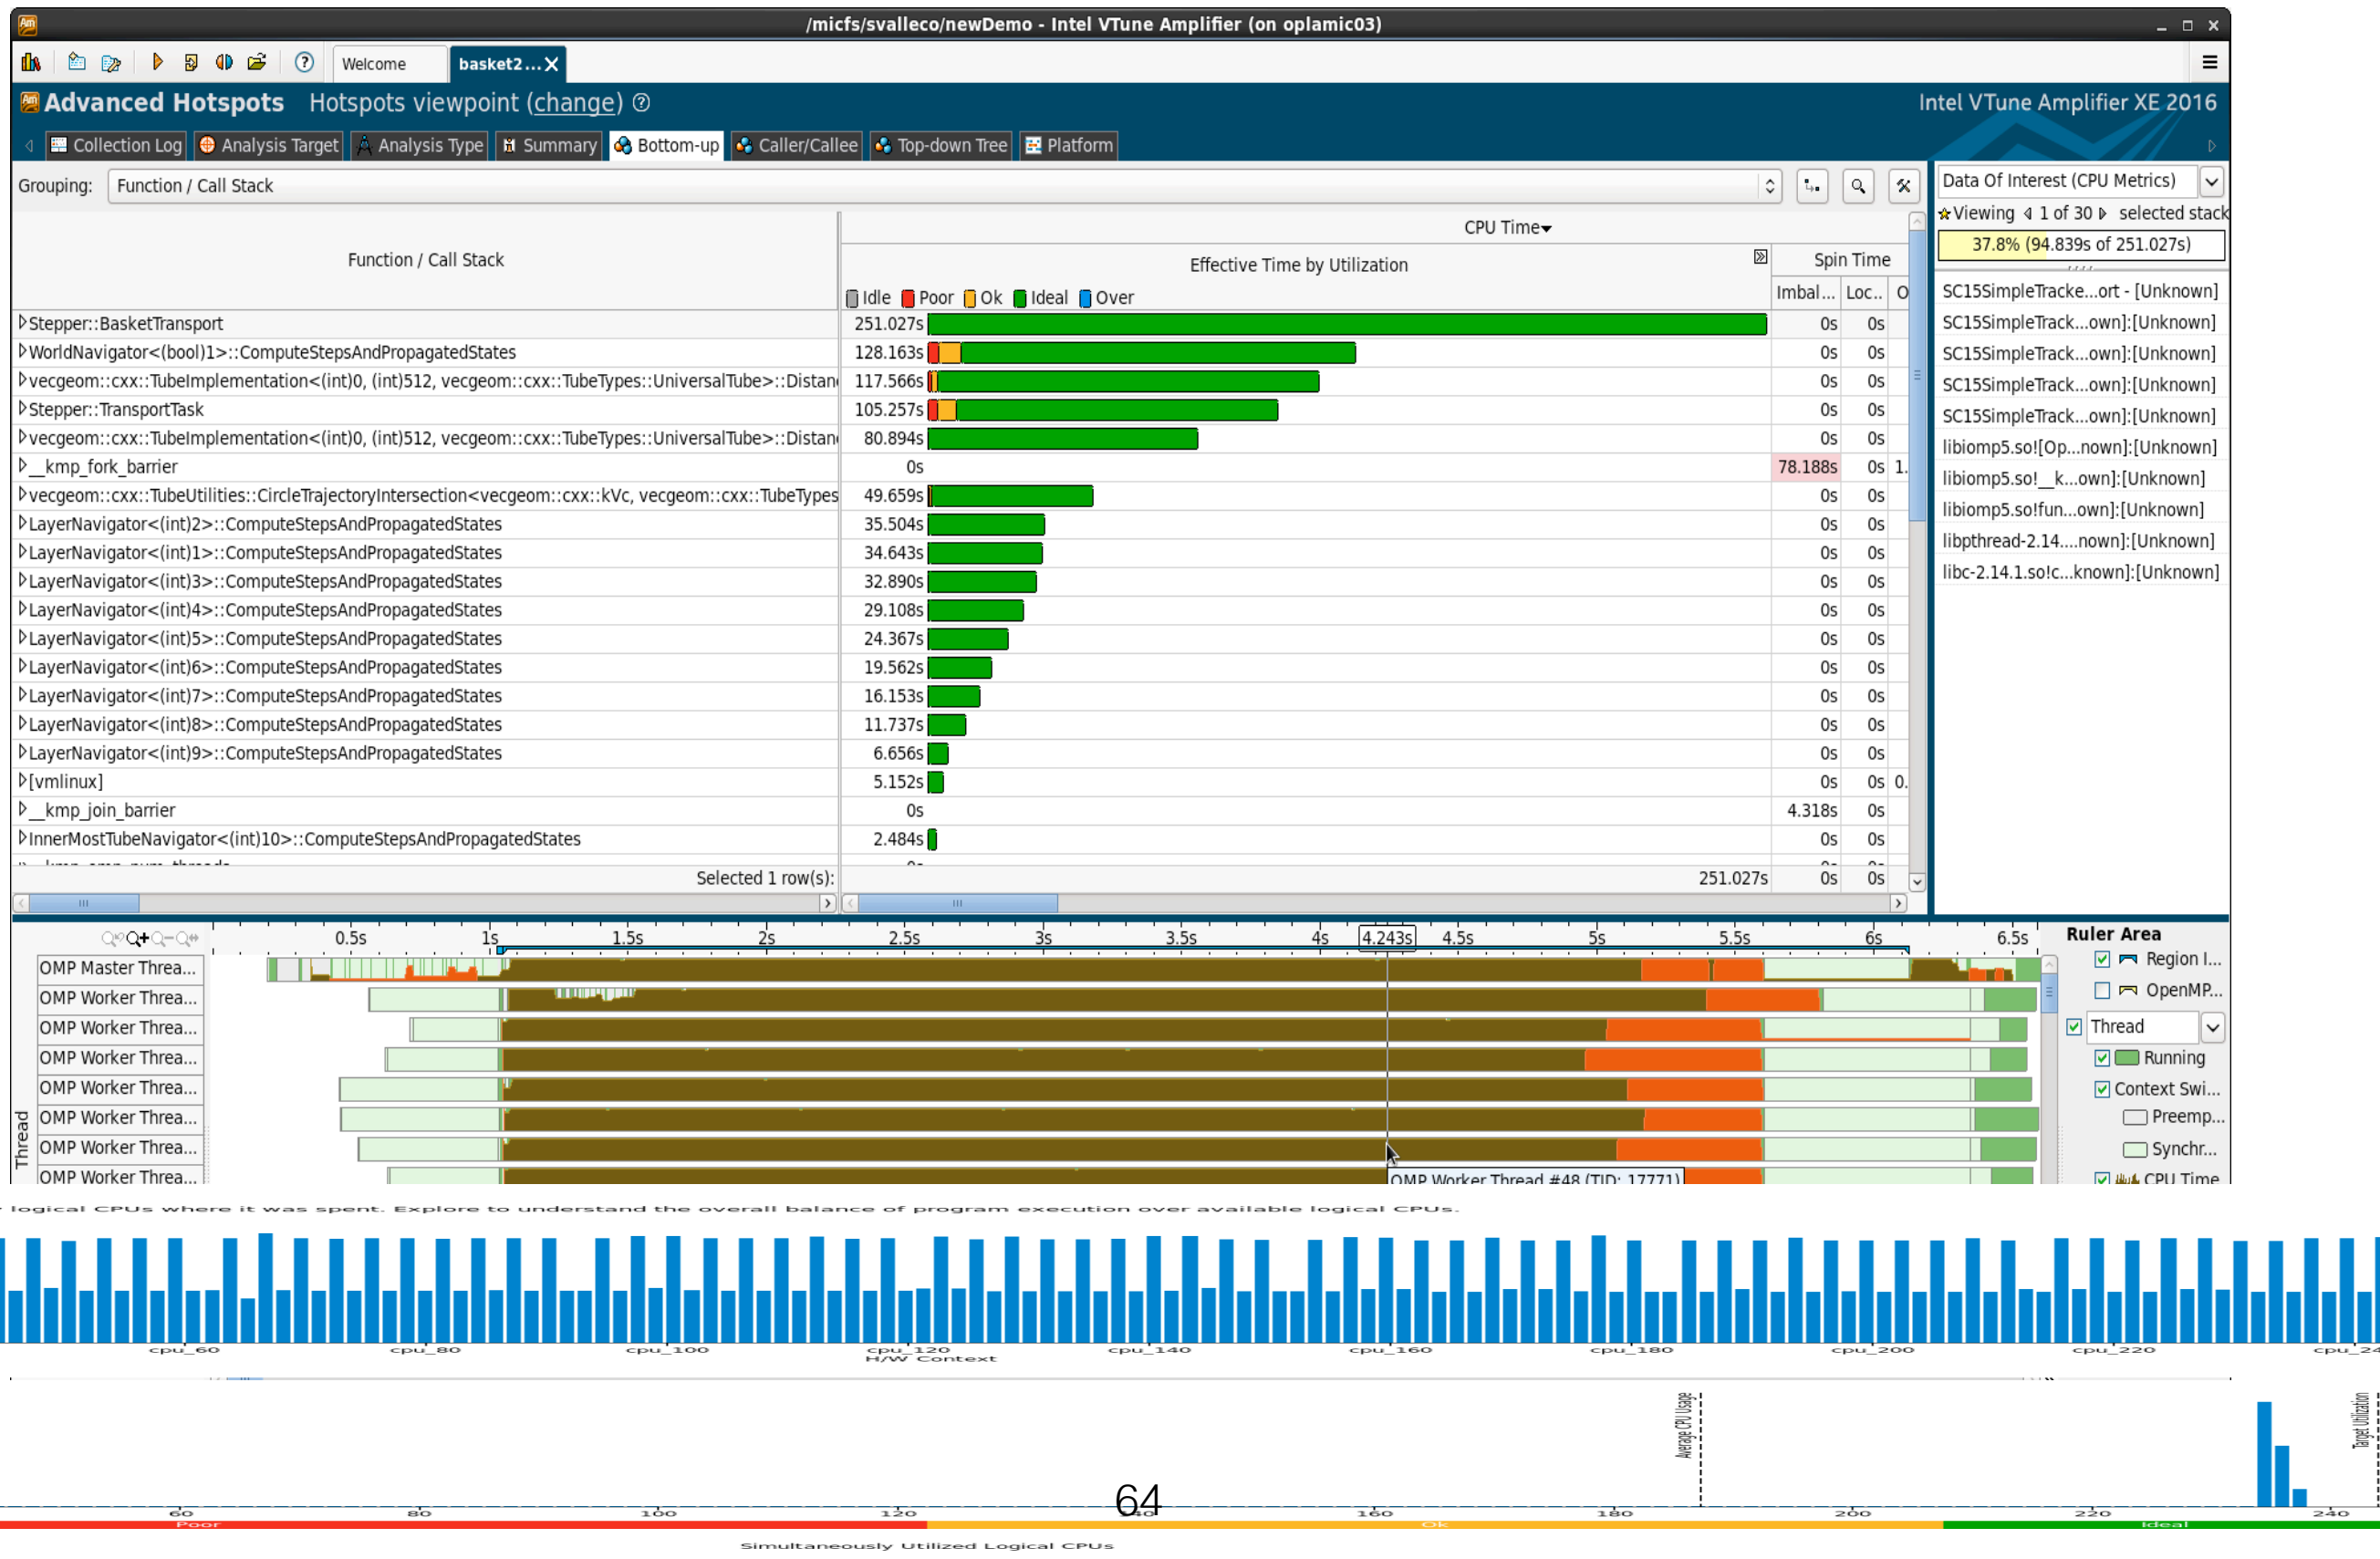 /micfs/svalleco/newDemo - Intel VTune Amplifier (on oplamic03)
Welcome basket2...
Advanced Hotspots Hotspots viewpoint (change) Intel VTune Amplifier XE 2016
Collection Log Analysis Target Analysis Type Summary Bottom-up Caller/Callee Top-down Tree Platform
Grouping: Function / Call Stack
Data Of Interest (CPU Metrics)
Viewing 1 of 30 selected stack
37.8% (94.839s of 251.027s)
CPU Time
Function / Call Stack Effective Time by Utilization Spin Time
Idle Poor Ok Ideal Over Imbal... Loc.. O
Stepper::BasketTransport 251.027s 0s 0s
WorldNavigator<(bool)1>::ComputeStepsAndPropagatedStates 128.163s 0s 0s
vecgeom::cxx::TubeImplementation<(int)0, (int)512, vecgeom::cxx::TubeTypes::UniversalTube>::Distan 117.566s 0s 0s
Stepper::TransportTask 105.257s 0s 0s
vecgeom::cxx::TubeImplementation<(int)0, (int)512, vecgeom::cxx::TubeTypes::UniversalTube>::Distan 80.894s 0s 0s
__kmp_fork_barrier 0s 78.188s 0s 1.
vecgeom::cxx::TubeUtilities::CircleTrajectoryIntersection<vecgeom::cxx::kVc, vecgeom::cxx::TubeTypes 49.659s 0s 0s
LayerNavigator<(int)2>::ComputeStepsAndPropagatedStates 35.504s 0s 0s
LayerNavigator<(int)1>::ComputeStepsAndPropagatedStates 34.643s 0s 0s
LayerNavigator<(int)3>::ComputeStepsAndPropagatedStates 32.890s 0s 0s
LayerNavigator<(int)4>::ComputeStepsAndPropagatedStates 29.108s 0s 0s
LayerNavigator<(int)5>::ComputeStepsAndPropagatedStates 24.367s 0s 0s
LayerNavigator<(int)6>::ComputeStepsAndPropagatedStates 19.562s 0s 0s
LayerNavigator<(int)7>::ComputeStepsAndPropagatedStates 16.153s 0s 0s
LayerNavigator<(int)8>::ComputeStepsAndPropagatedStates 11.737s 0s 0s
LayerNavigator<(int)9>::ComputeStepsAndPropagatedStates 6.656s 0s 0s
[vmlinux] 5.152s 0s 0s 0.
__kmp_join_barrier 0s 4.318s 0s
InnerMostTubeNavigator<(int)10>::ComputeStepsAndPropagatedStates 2.484s 0s 0s
Selected 1 row(s): 251.027s 0s 0s
SC15SimpleTracke...ort - [Unknown]
SC15SimpleTrack...own]:[Unknown]
SC15SimpleTrack...own]:[Unknown]
SC15SimpleTrack...own]:[Unknown]
SC15SimpleTrack...own]:[Unknown]
libiomp5.so![Op...nown]:[Unknown]
libiomp5.so!__k...own]:[Unknown]
libiomp5.so!fun...own]:[Unknown]
libpthread-2.14....nown]:[Unknown]
libc-2.14.1.so!c...known]:[Unknown]
0.5s 1s 1.5s 2s 2.5s 3s 3.5s 4s 4.243s 4.5s 5s 5.5s 6s 6.5s
Thread
OMP Master Threa...
OMP Worker Threa...
OMP Worker Threa...
OMP Worker Threa...
OMP Worker Threa...
OMP Worker Threa...
OMP Worker Threa...
OMP Worker Threa...
OMP Worker Thread #48 (TID: 17771)
Ruler Area
Region I...
OpenMP...
Thread
Running
Context Swi...
Preemp...
Synchr...
CPU Time
logical CPUs where it was spent. Explore to understand the overall balance of program execution over available logical CPUs.
cpu_60 cpu_80 cpu_100 cpu_120 cpu_140 cpu_160 cpu_180 cpu_200 cpu_220 cpu_24
H/W Context
Average CPU Usage
Target Utilization
64
60 80 100 120 160 180 200 220 240
Poor Ok Ideal
Simultaneously Utilized Logical CPUs